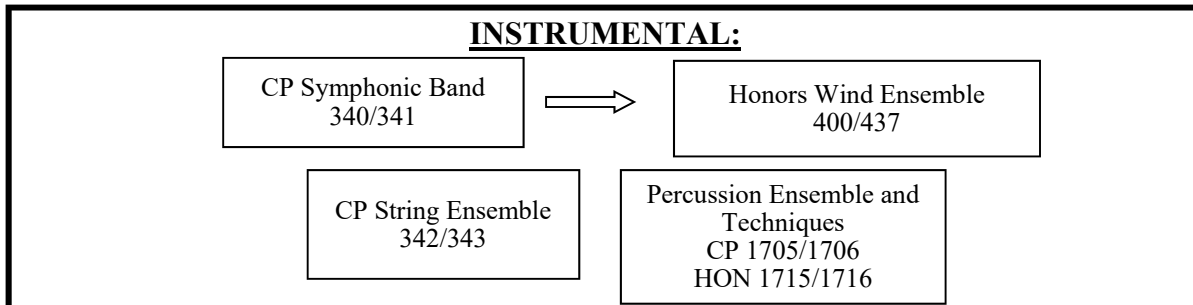 INSTRUMENTAL:
CP Symphonic Band
340/341
Honors Wind Ensemble
400/437
CP String Ensemble
342/343
Percussion Ensemble and
Techniques
CP 1705/1706
HON 1715/1716